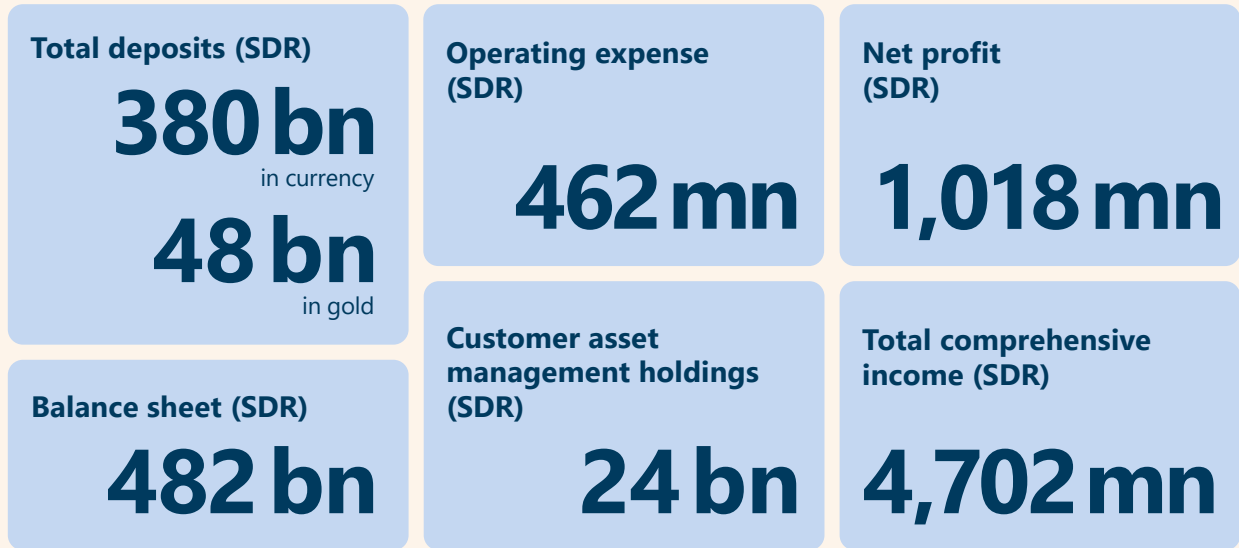 Total deposits (SDR)
380 bn
in currency
48 bn
in gold
Balance sheet (SDR)
482 bn
Operating expense
(SDR)
462 mn
Customer asset
management holdings
(SDR)
24 bn
Net profit
(SDR)
1,018 mn
Total comprehensive
income (SDR)
4,702 mn